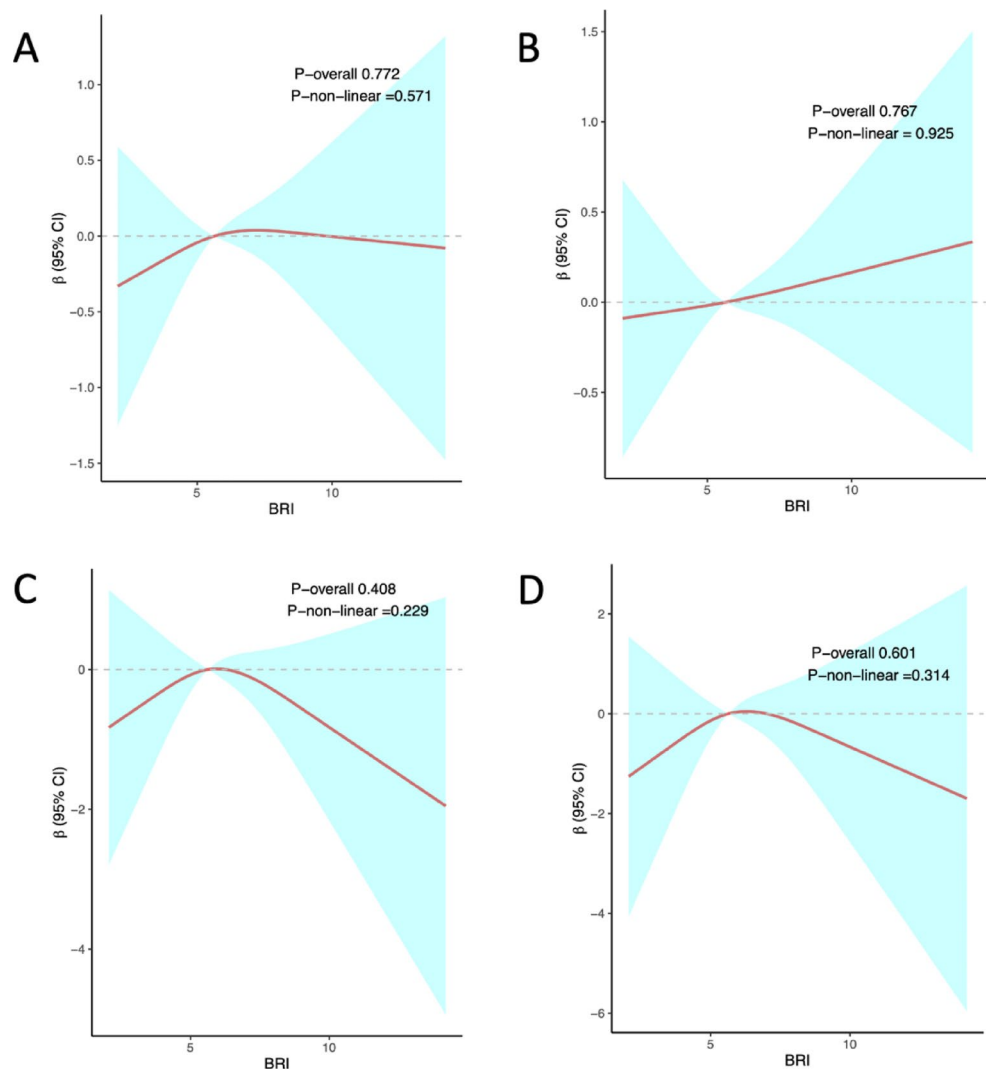 A
P-overall 0.772
P-non-linear =0.571
1.0
0.5
0.0
-0.5
-1.0
-1.5
β (95% CI)
5
10
BRI
B
P-overall 0.767
P-non-linear = 0.925
1.5
1.0
0.5
0.0
-0.5
β (95% CI)
5
10
BRI
C
P-overall 0.408
P-non-linear =0.229
0
-2
-4
β (95% CI)
5
10
BRI
D
P-overall 0.601
P-non-linear =0.314
2
0
-2
-4
-6
β (95% CI)
5
10
BRI